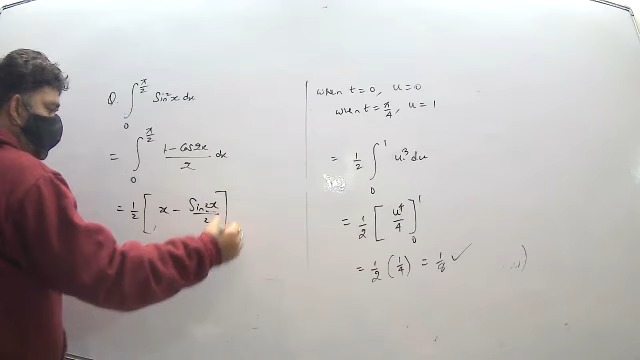 Q. ∫₀^{π/2} Sin²x dx
= ∫₀^{π/2} (1 - Cos2x)/2 dx
= 1/2 [x - Sin2x/2]
when t = 0, u = 0
when t = π/4, u = 1
= 1/2 ∫₀¹ u³ du
= 1/2 [u⁴/4]₀¹
= 1/2 (1/4) = 1/8 ✓